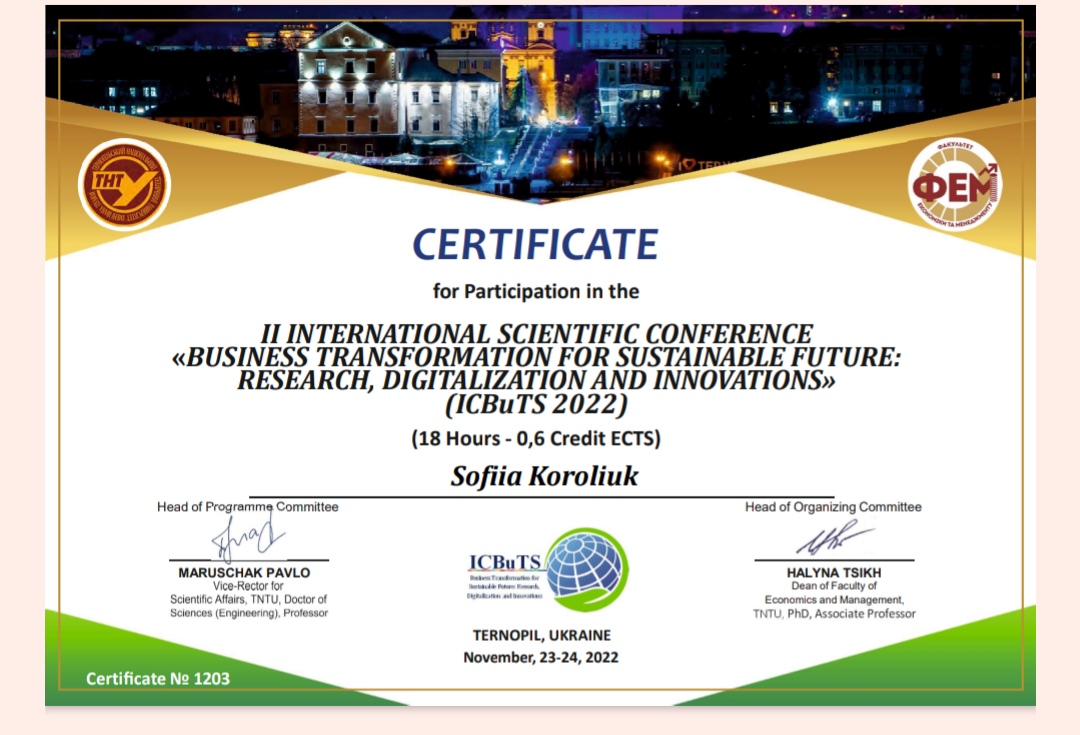 TERN
ТНТУ
ФАКУЛЬТЕТ
ФЕМ
ЕКОНОМІКИ ТА МЕНЕДЖМЕНТУ
CERTIFICATE
for Participation in the
II INTERNATIONAL SCIENTIFIC CONFERENCE
«BUSINESS TRANSFORMATION FOR SUSTAINABLE FUTURE:
RESEARCH, DIGITALIZATION AND INNOVATIONS»
(ICBuTS 2022)
(18 Hours - 0,6 Credit ECTS)
Sofiia Koroliuk
Head of Programme Committee
MARUSCHAK PAVLO
Vice-Rector for
Scientific Affairs, TNTU, Doctor of
Sciences (Engineering), Professor
ICBuTS
Business Transformation for
Sustainable Future: Research,
Digitalization and Innovations
Head of Organizing Committee
HALYNA TSIKH
Dean of Faculty of
Economics and Management,
TNTU, PhD, Associate Professor
TERNOPIL, UKRAINE
November, 23-24, 2022
Certificate № 1203